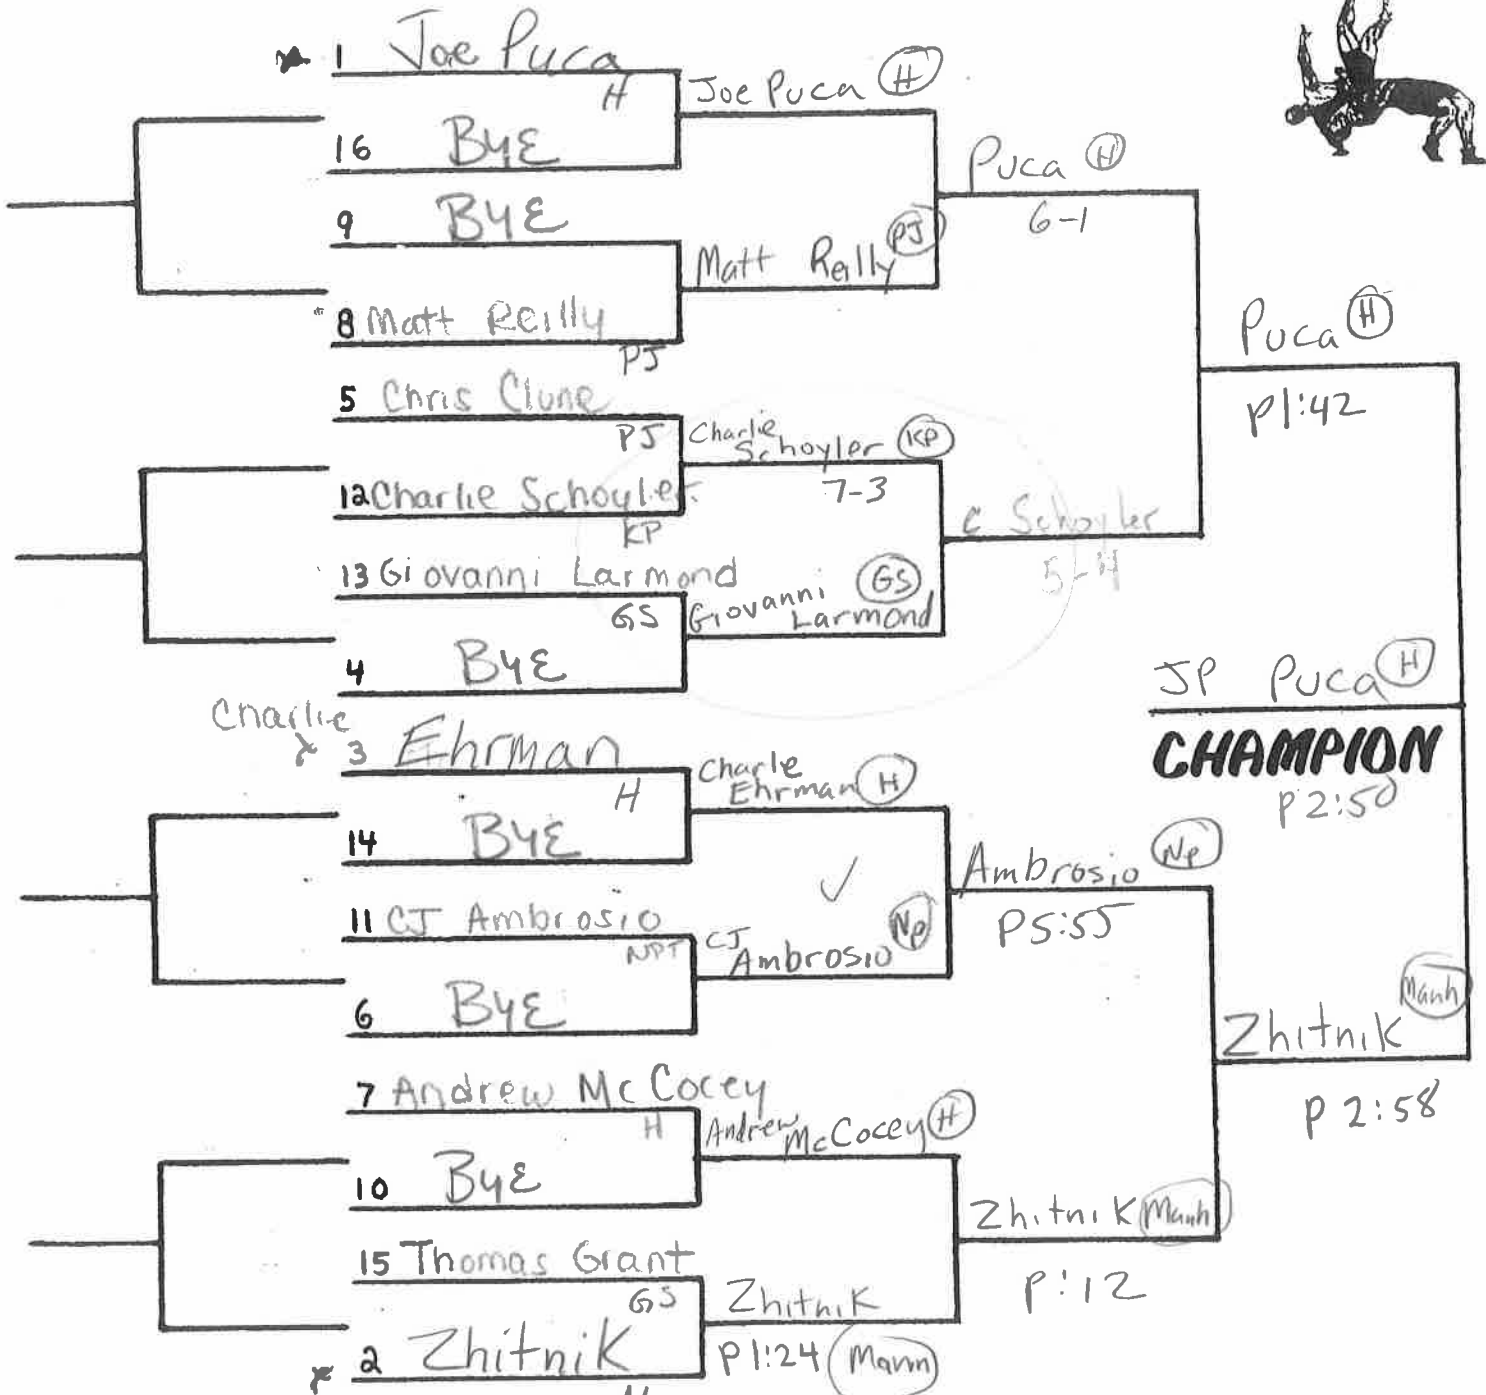 1 Joe Puca
H
16 Bye
9 Bye
8 Matt Reilly
PJ
5 Chris Clune
PJ
12 Charlie Schoyler
KP
13 Giovanni Larmond
GS
4 Bye
Charlie
3 Ehrman
H
14 Bye
11 CJ Ambrosio
NPT
6 Bye
7 Andrew McCocey
H
10 Bye
15 Thomas Grant
GS
2 Zhitnik
Joe Puca H
Matt Reilly PJ
Charlie
Schoyler KP
7-3
Giovanni GS
Larmond
Charlie
Ehrman H
CJ
Ambrosio Np
Andrew
McCocey H
Zhitnik
P1:24 Manh
Puca H
6-1
C Schoyler
5-4
Ambrosio Np
P5:55
Zhitnik Manh
P:12
Puca H
P1:42
Zhitnik Manh
P 2:58
JP Puca H
CHAMPION
P2:50